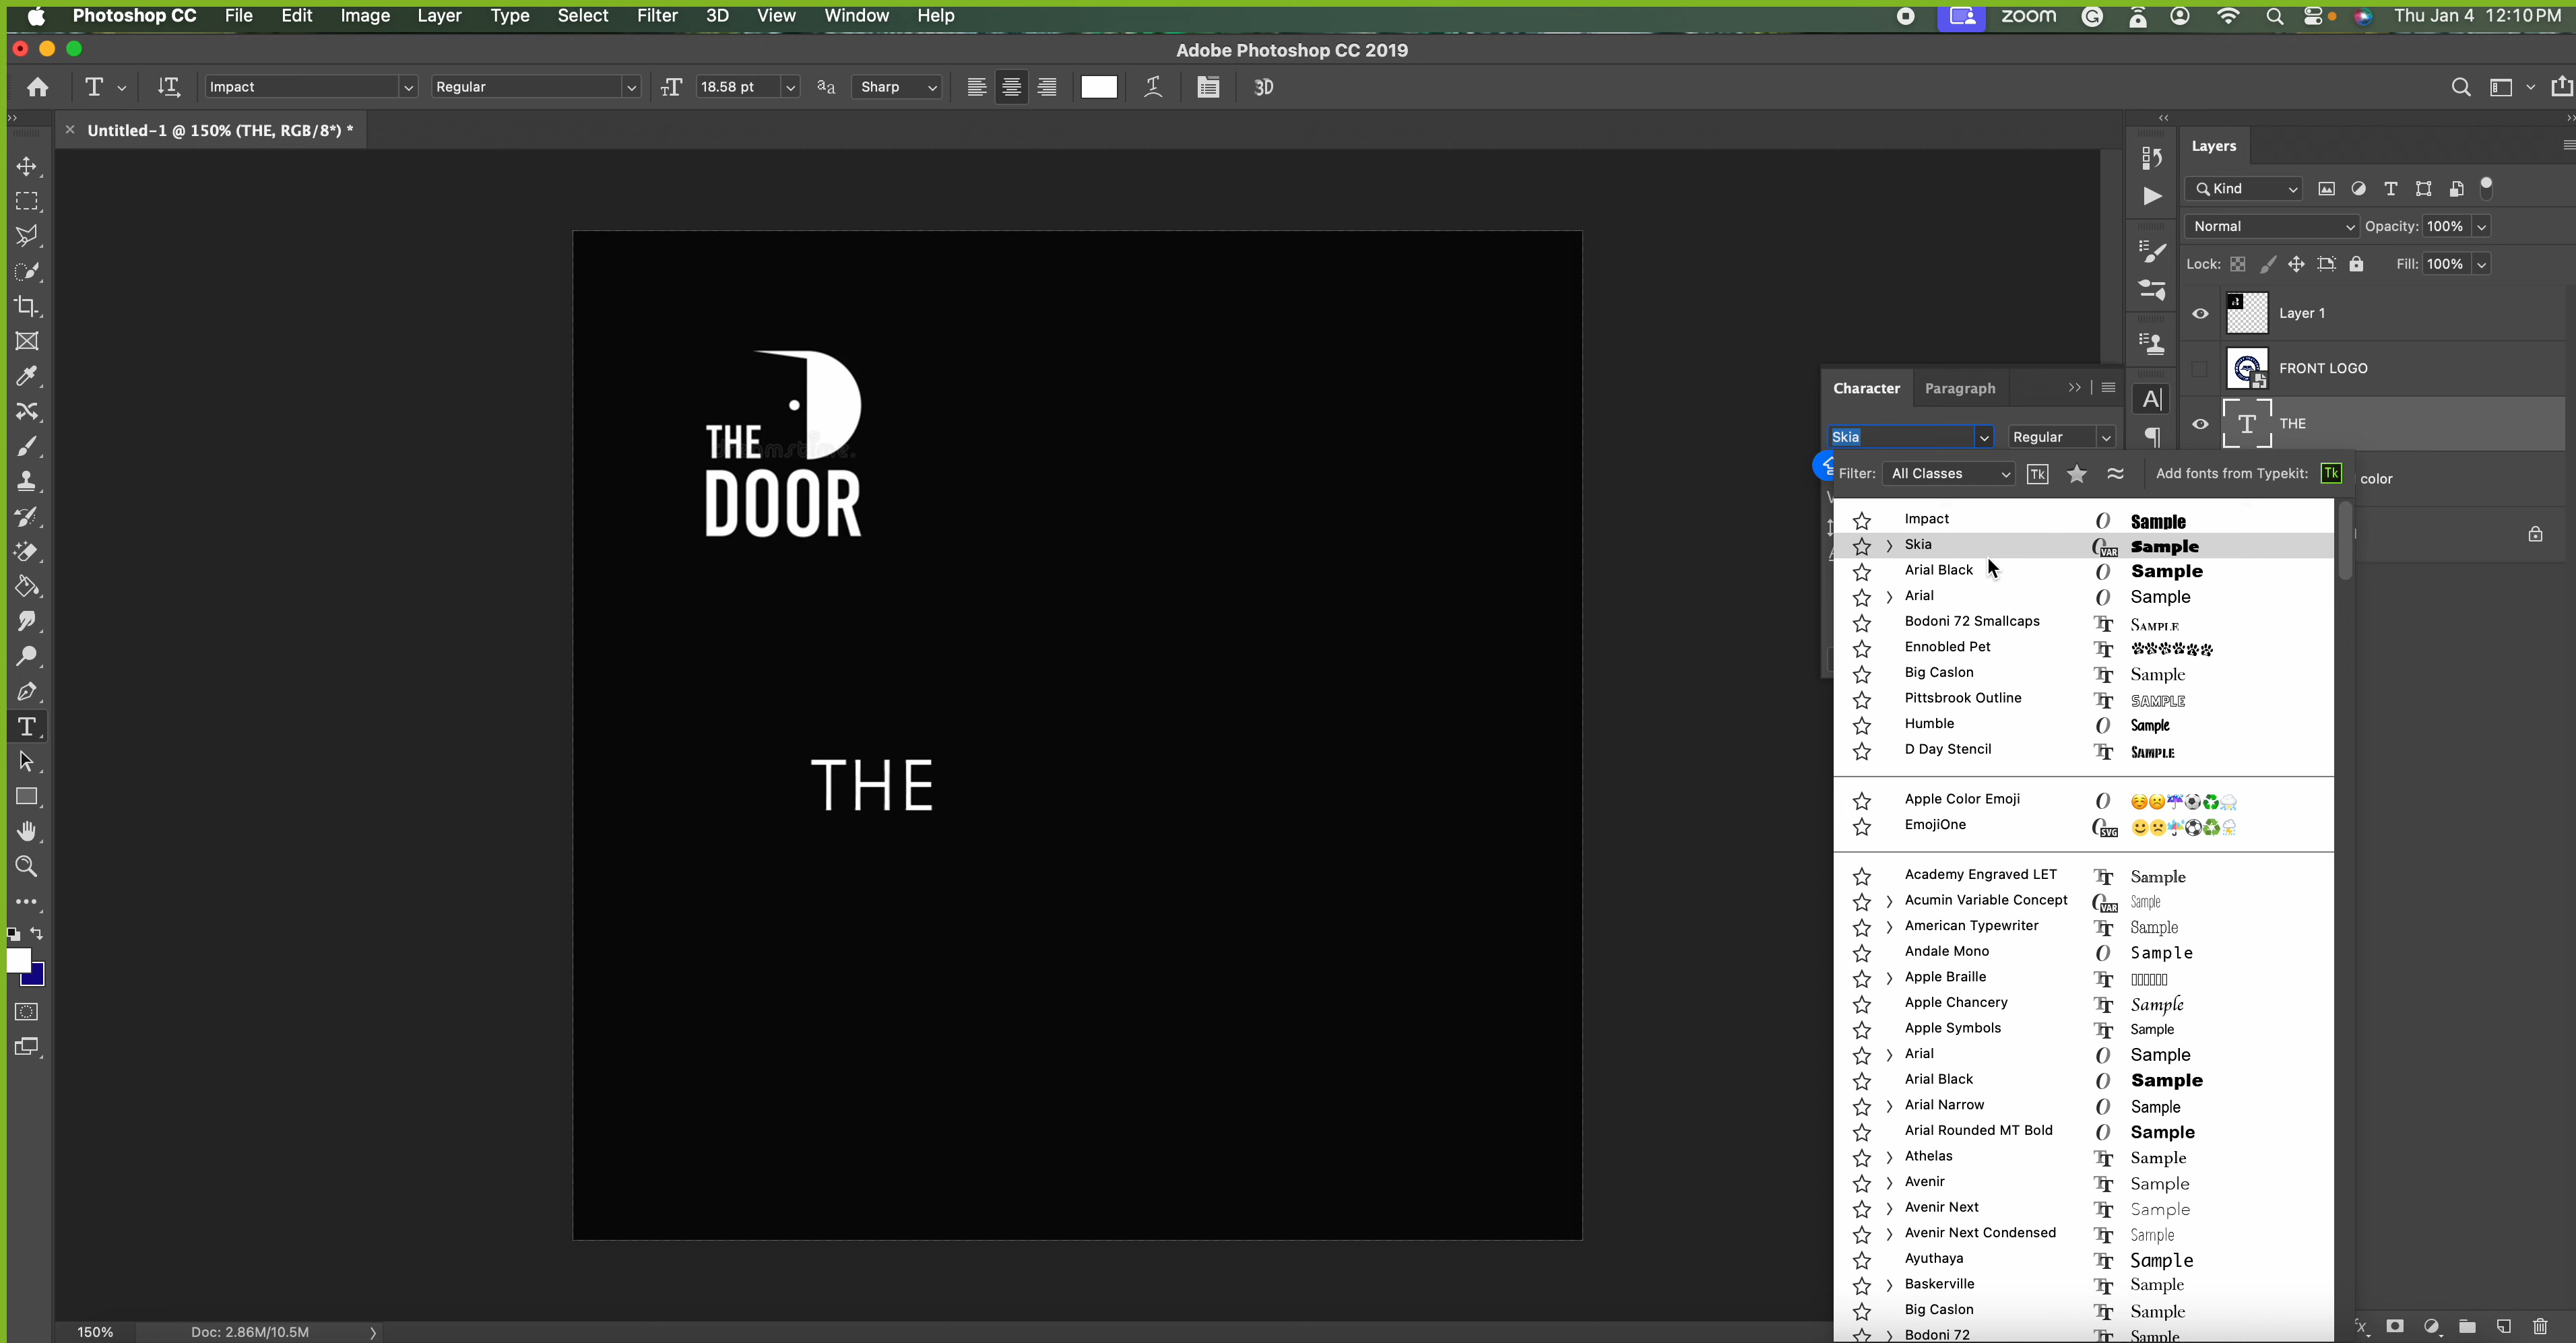 Photoshop CC File Edit Image Layer Type Select Filter 3D View Window Help zoom Thu Jan 4 12:10 PM
Adobe Photoshop CC 2019
Impact Regular 18.58 pt Sharp 3D
Untitled-1 @ 150% (THE, RGB/8*) *
Layers
Kind
Normal Opacity: 100%
Lock: Fill: 100%
Layer 1
FRONT LOGO
THE
color
THE
DOOR
THE
Character Paragraph
Skia Regular
Filter: All Classes Tk Add fonts from Typekit: Tk
Impact Sample
Skia VAR Sample
Arial Black Sample
Arial Sample
Bodoni 72 Smallcaps SAMPLE
Ennobled Pet
Big Caslon Sample
Pittsbrook Outline SAMPLE
Humble Sample
D Day Stencil SAMPLE
Apple Color Emoji
EmojiOne SVG
Academy Engraved LET Sample
Acumin Variable Concept VAR Sample
American Typewriter Sample
Andale Mono Sample
Apple Braille
Apple Chancery Sample
Apple Symbols Sample
Arial Sample
Arial Black Sample
Arial Narrow Sample
Arial Rounded MT Bold Sample
Athelas Sample
Avenir Sample
Avenir Next Sample
Avenir Next Condensed Sample
Ayuthaya Sample
Baskerville Sample
Big Caslon Sample
Bodoni 72 Sample
150% Doc: 2.86M/10.5M